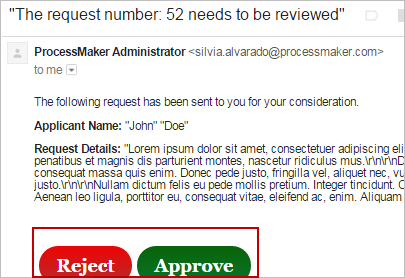 "The request number: 52 needs to be reviewed"
ProcessMaker Administrator <silvia.alvarado@processmaker.com>
to me
The following request has been sent to you for your consideration.
Applicant Name: "John" "Doe"
Request Details: "Lorem ipsum dolor sit amet, consectetuer adipiscing eli
penatibus et magnis dis parturient montes, nascetur ridiculus mus.\r\n\r\nD
consequat massa quis enim. Donec pede justo, fringilla vel, aliquet nec, vu
justo.\r\n\r\nNullam dictum felis eu pede mollis pretium. Integer tincidunt. C
Aenean leo ligula, porttitor eu, consequat vitae, eleifend ac, enim. Aliquam
Reject Approve